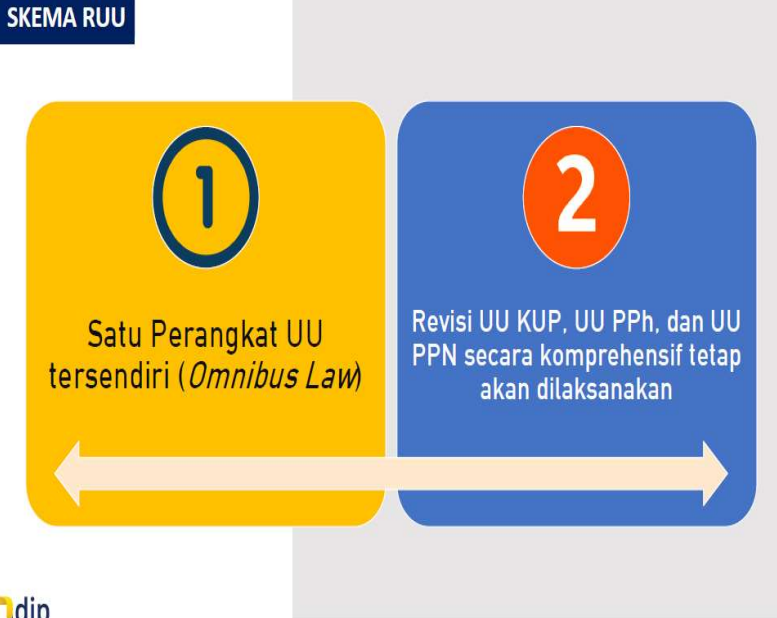 SKEMA RUU
1
Satu Perangkat UU
tersendiri (Omnibus Law)
2
Revisi UU KUP, UU PPh, dan UU
PPN secara komprehensif tetap
akan dilaksanakan